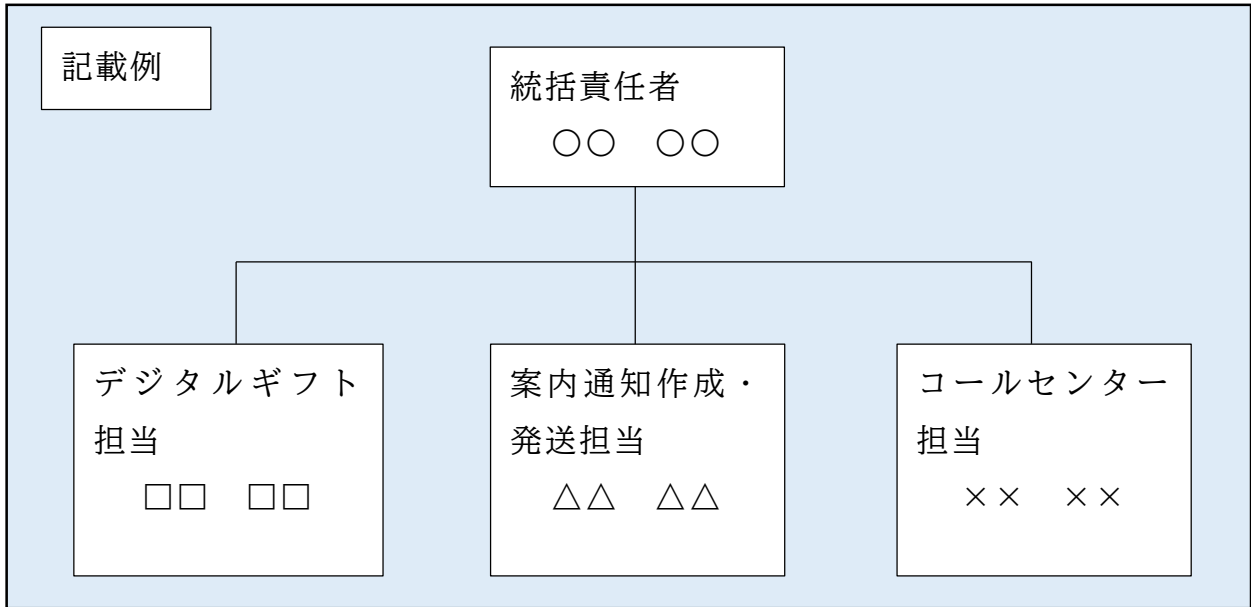 記載例
統括責任者
○○　○○
デジタルギフト
担当
□□　□□
案内通知作成・
発送担当
△△　△△
コールセンター
担当
××　××